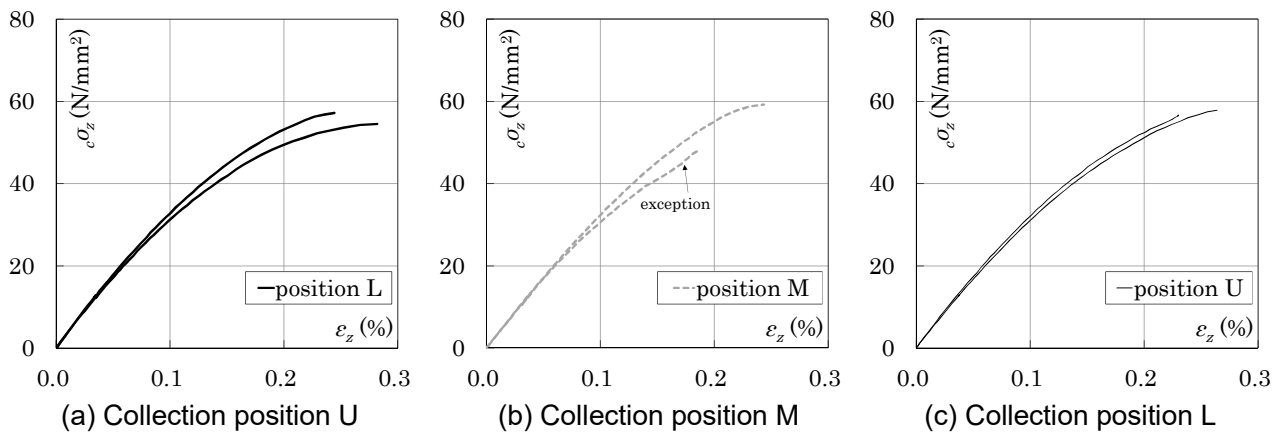 80
60
40
20
0
cσz (N/mm²)
position L
εz (%)
0.0 0.1 0.2 0.3
(a) Collection position U
80
60
40
20
0
cσz (N/mm²)
exception
position M
εz (%)
0.0 0.1 0.2 0.3
(b) Collection position M
80
60
40
20
0
cσz (N/mm²)
position U
εz (%)
0.0 0.1 0.2 0.3
(c) Collection position L